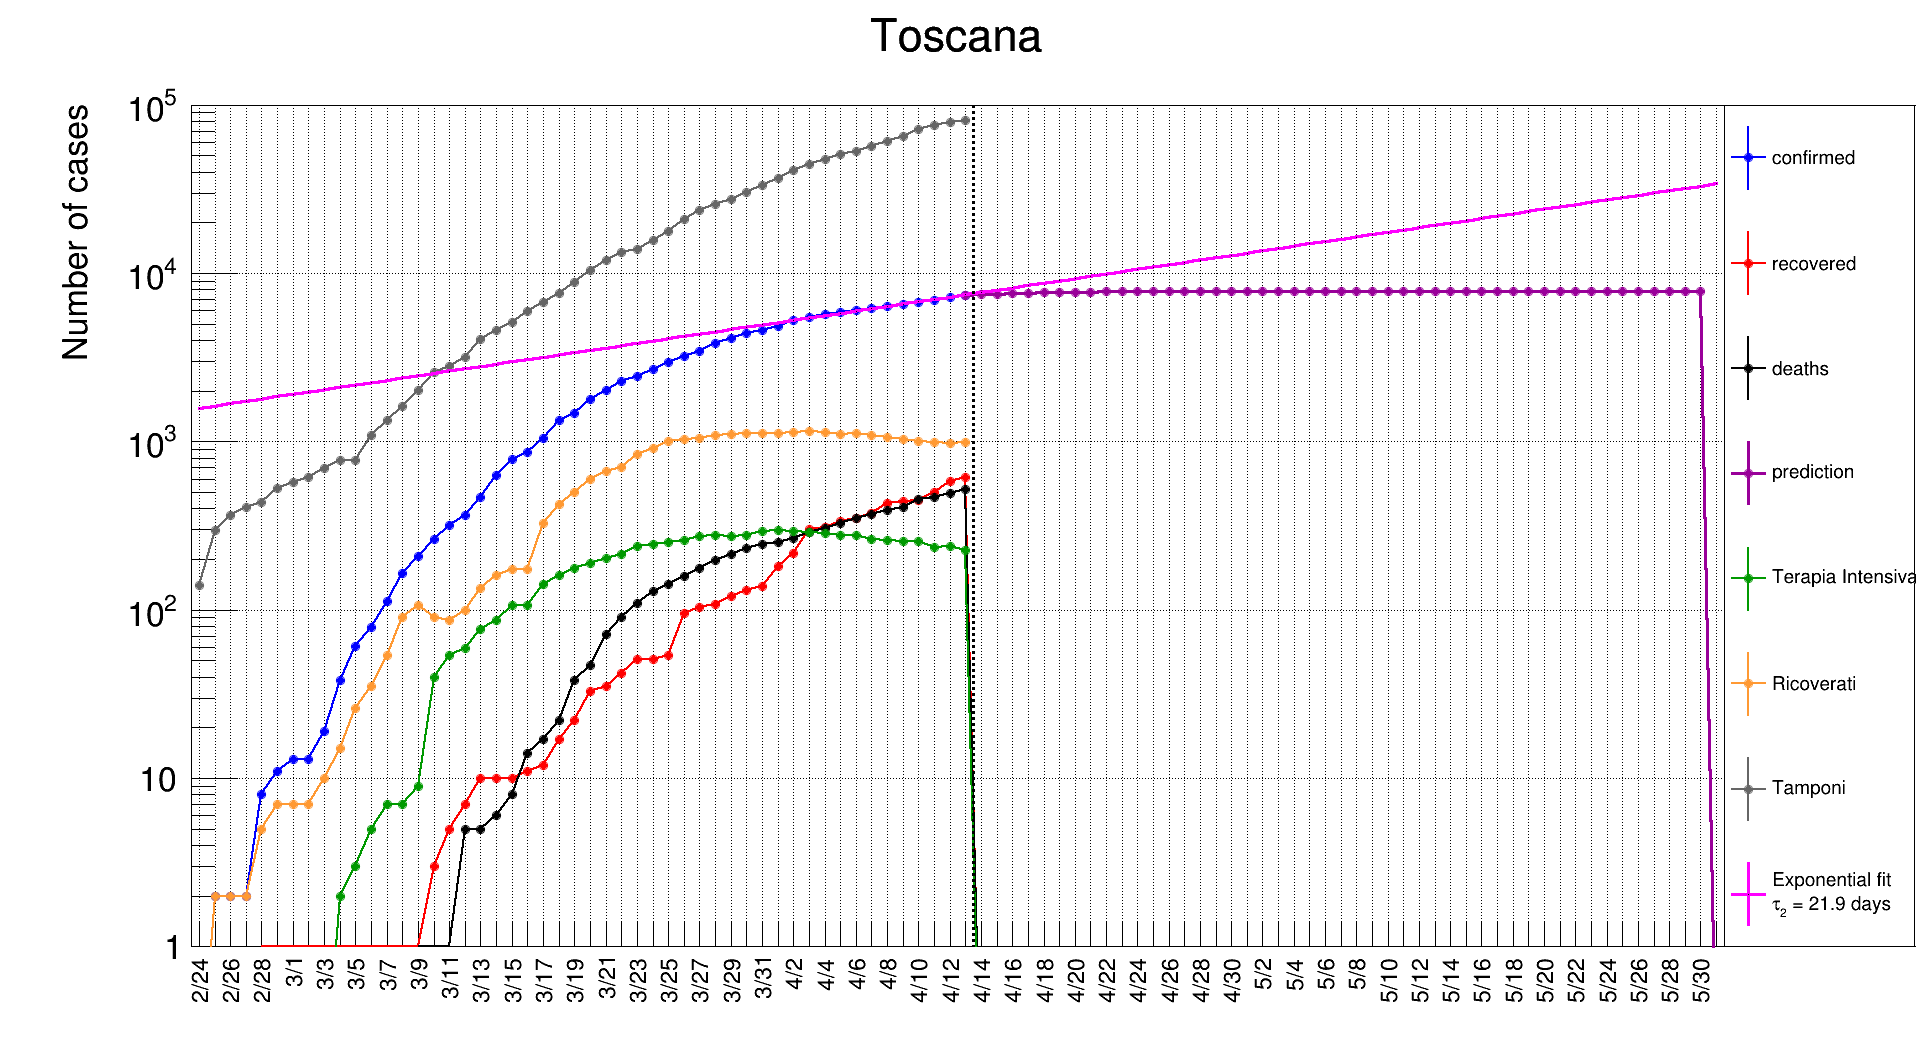 Toscana
Number of cases
10^5
10^4
10^3
10^2
10
1
2/24 2/26 2/28 3/1 3/3 3/5 3/7 3/9 3/11 3/13 3/15 3/17 3/19 3/21 3/23 3/25 3/27 3/29 3/31 4/2 4/4 4/6 4/8 4/10 4/12 4/14 4/16 4/18 4/20 4/22 4/24 4/26 4/28 4/30 5/2 5/4 5/6 5/8 5/10 5/12 5/14 5/16 5/18 5/20 5/22 5/24 5/26 5/28 5/30
confirmed
recovered
deaths
prediction
Terapia Intensiva
Ricoverati
Tamponi
Exponential fit
τ₂ = 21.9 days